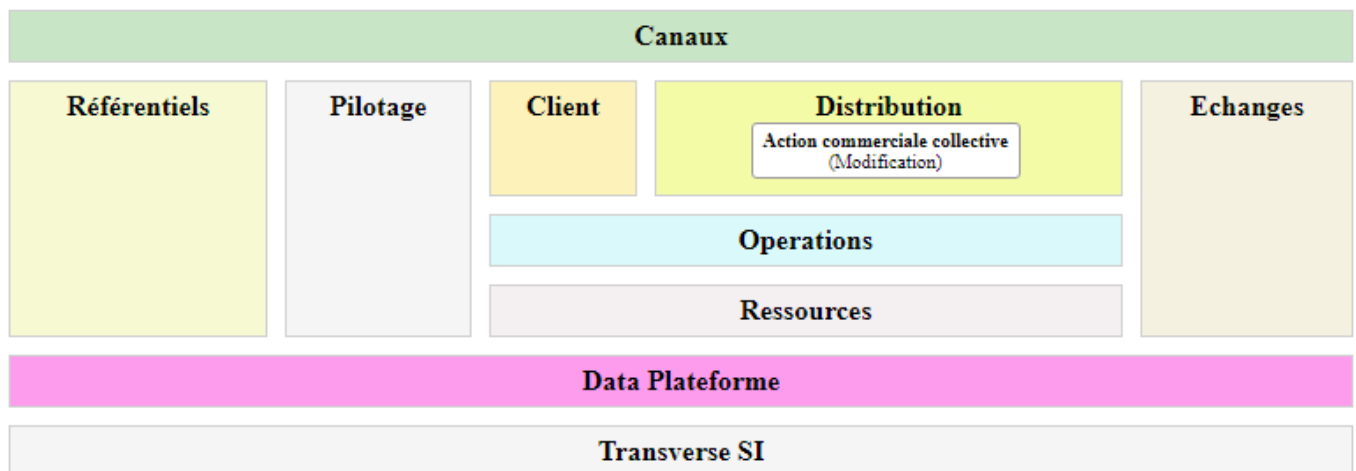 Canaux
Référentiels
Pilotage
Client
Distribution
Action commerciale collective
(Modification)
Echanges
Operations
Ressources
Data Plateforme
Transverse SI